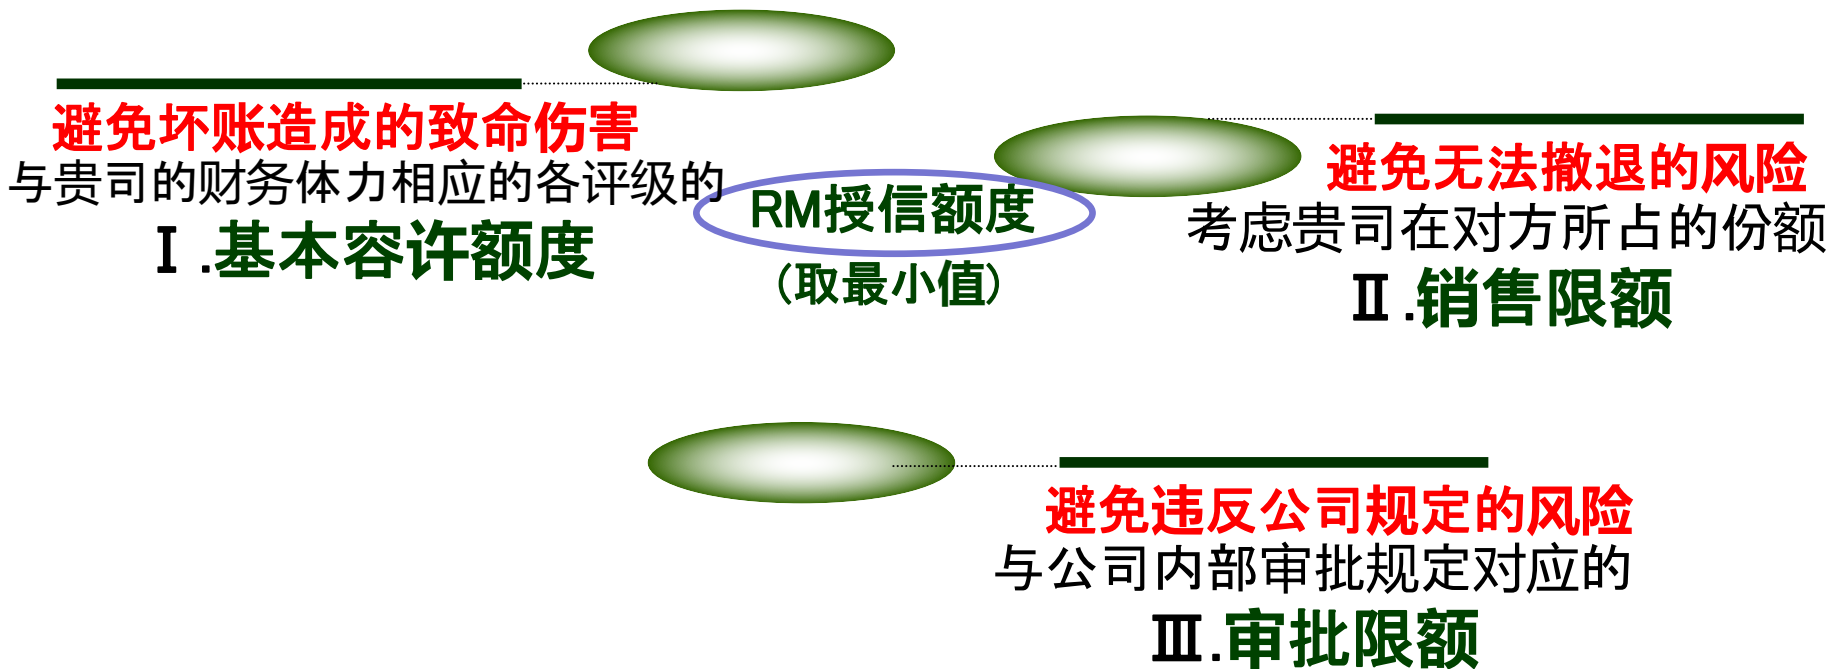 避免坏账造成的致命伤害
与贵司的财务体力相应的各评级的
Ⅰ.基本容许额度
RM授信额度
（取最小值）
避免无法撤退的风险
考虑贵司在对方所占的份额
Ⅱ.销售限额
避免违反公司规定的风险
与公司内部审批规定对应的
Ⅲ.审批限额